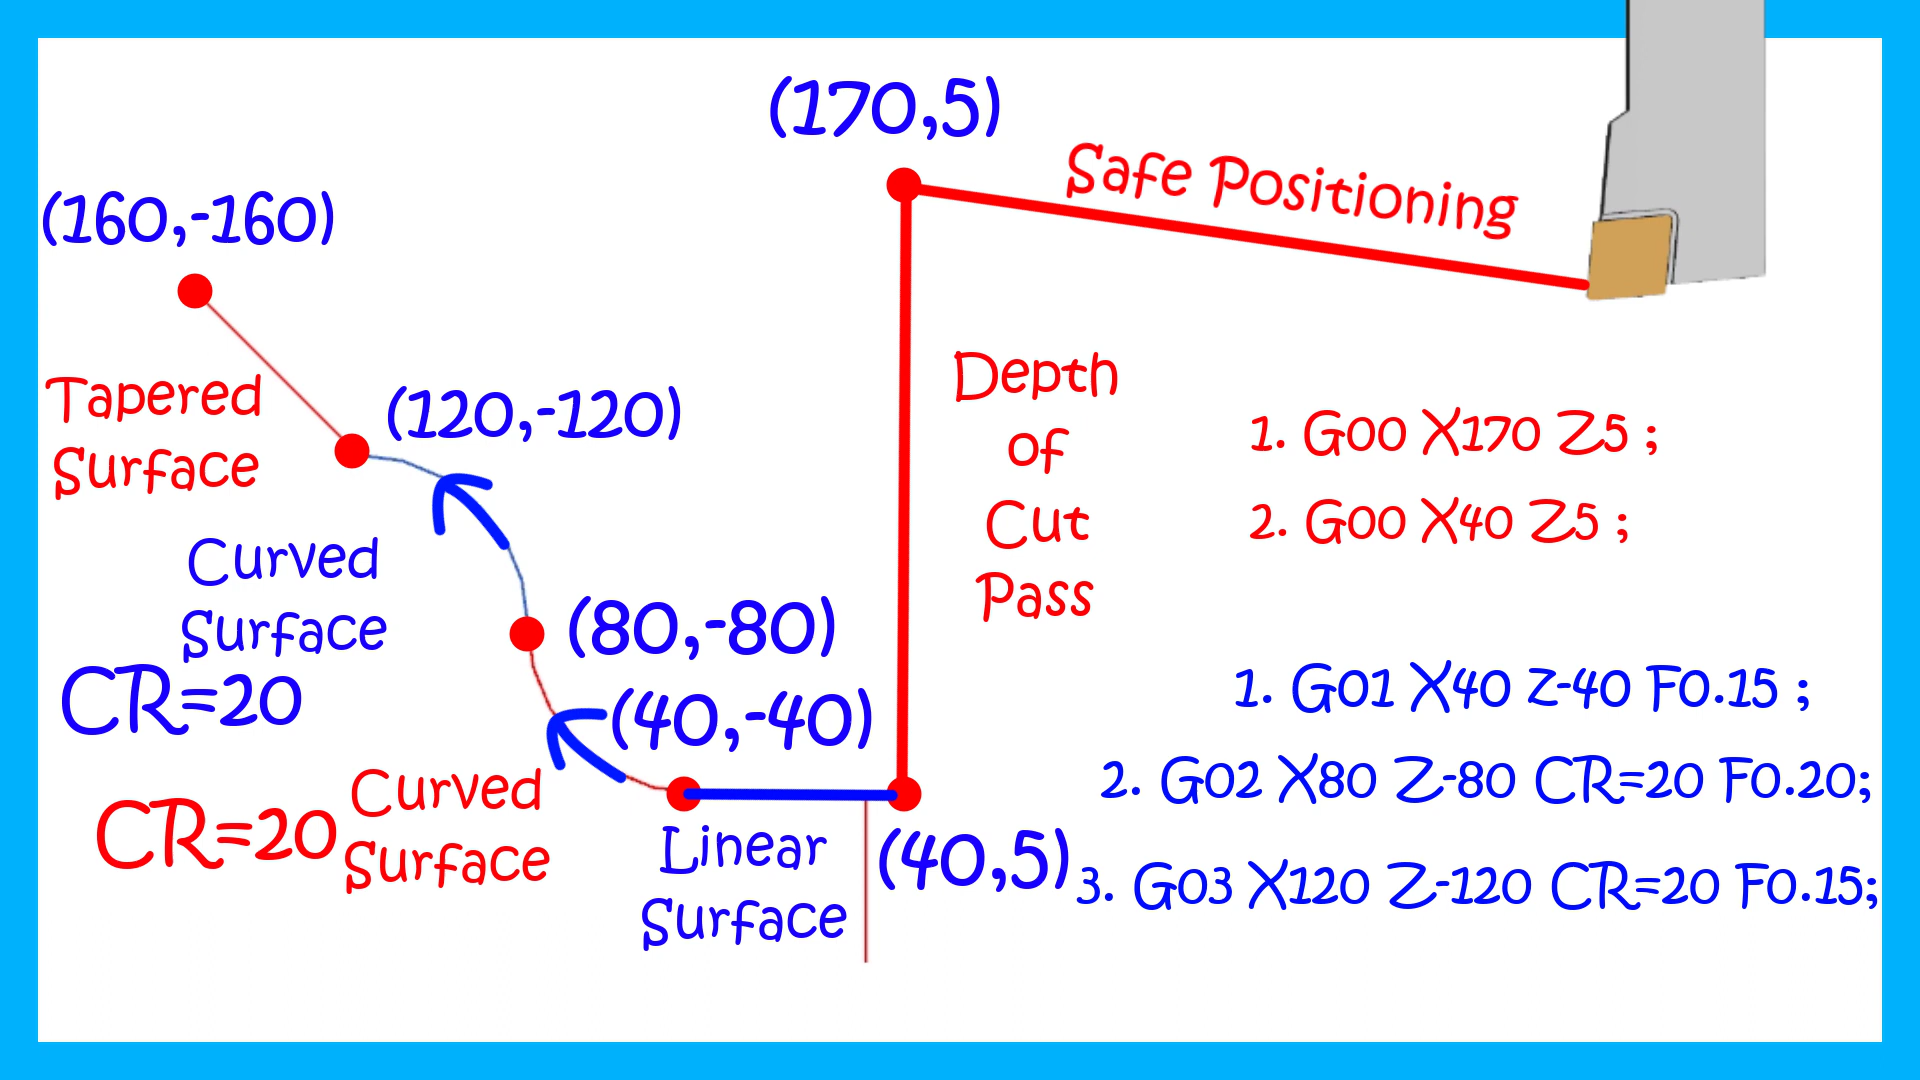 (170,5)
Safe Positioning
(160,-160)
Tapered
Surface
(120,-120)
Depth
of
Cut
Pass
1. G00 X170 Z5 ;
2. G00 X40 Z5 ;
Curved
Surface
CR=20
(80,-80)
(40,-40)
1. G01 X40 Z-40 F0.15 ;
2. G02 X80 Z-80 CR=20 F0.20;
3. G03 X120 Z-120 CR=20 F0.15;
CR=20
Curved
Surface
Linear
Surface
(40,5)